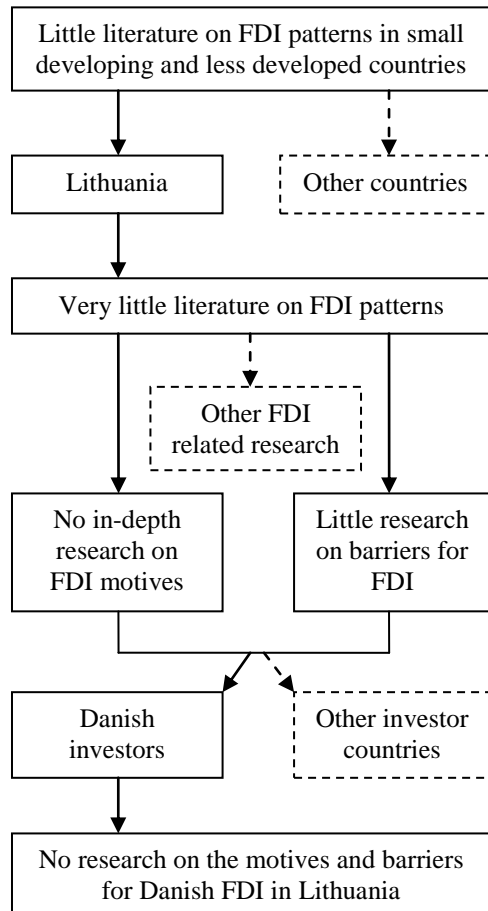 Little literature on FDI patterns in small
developing and less developed countries
Lithuania
Other countries
Very little literature on FDI patterns
Other FDI
related research
No in-depth
research on
FDI motives
Little research
on barriers for
FDI
Danish
investors
Other investor
countries
No research on the motives and barriers
for Danish FDI in Lithuania